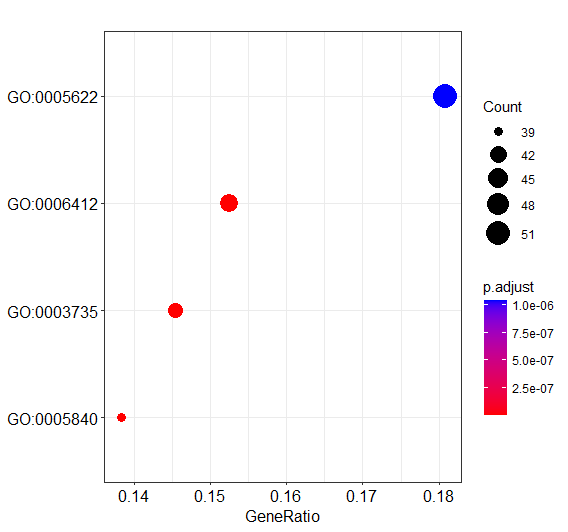 GO:0005622
GO:0006412
GO:0003735
GO:0005840
0.14 0.15 0.16 0.17 0.18
GeneRatio
Count
39
42
45
48
51
p.adjust
1.0e-06
7.5e-07
5.0e-07
2.5e-07